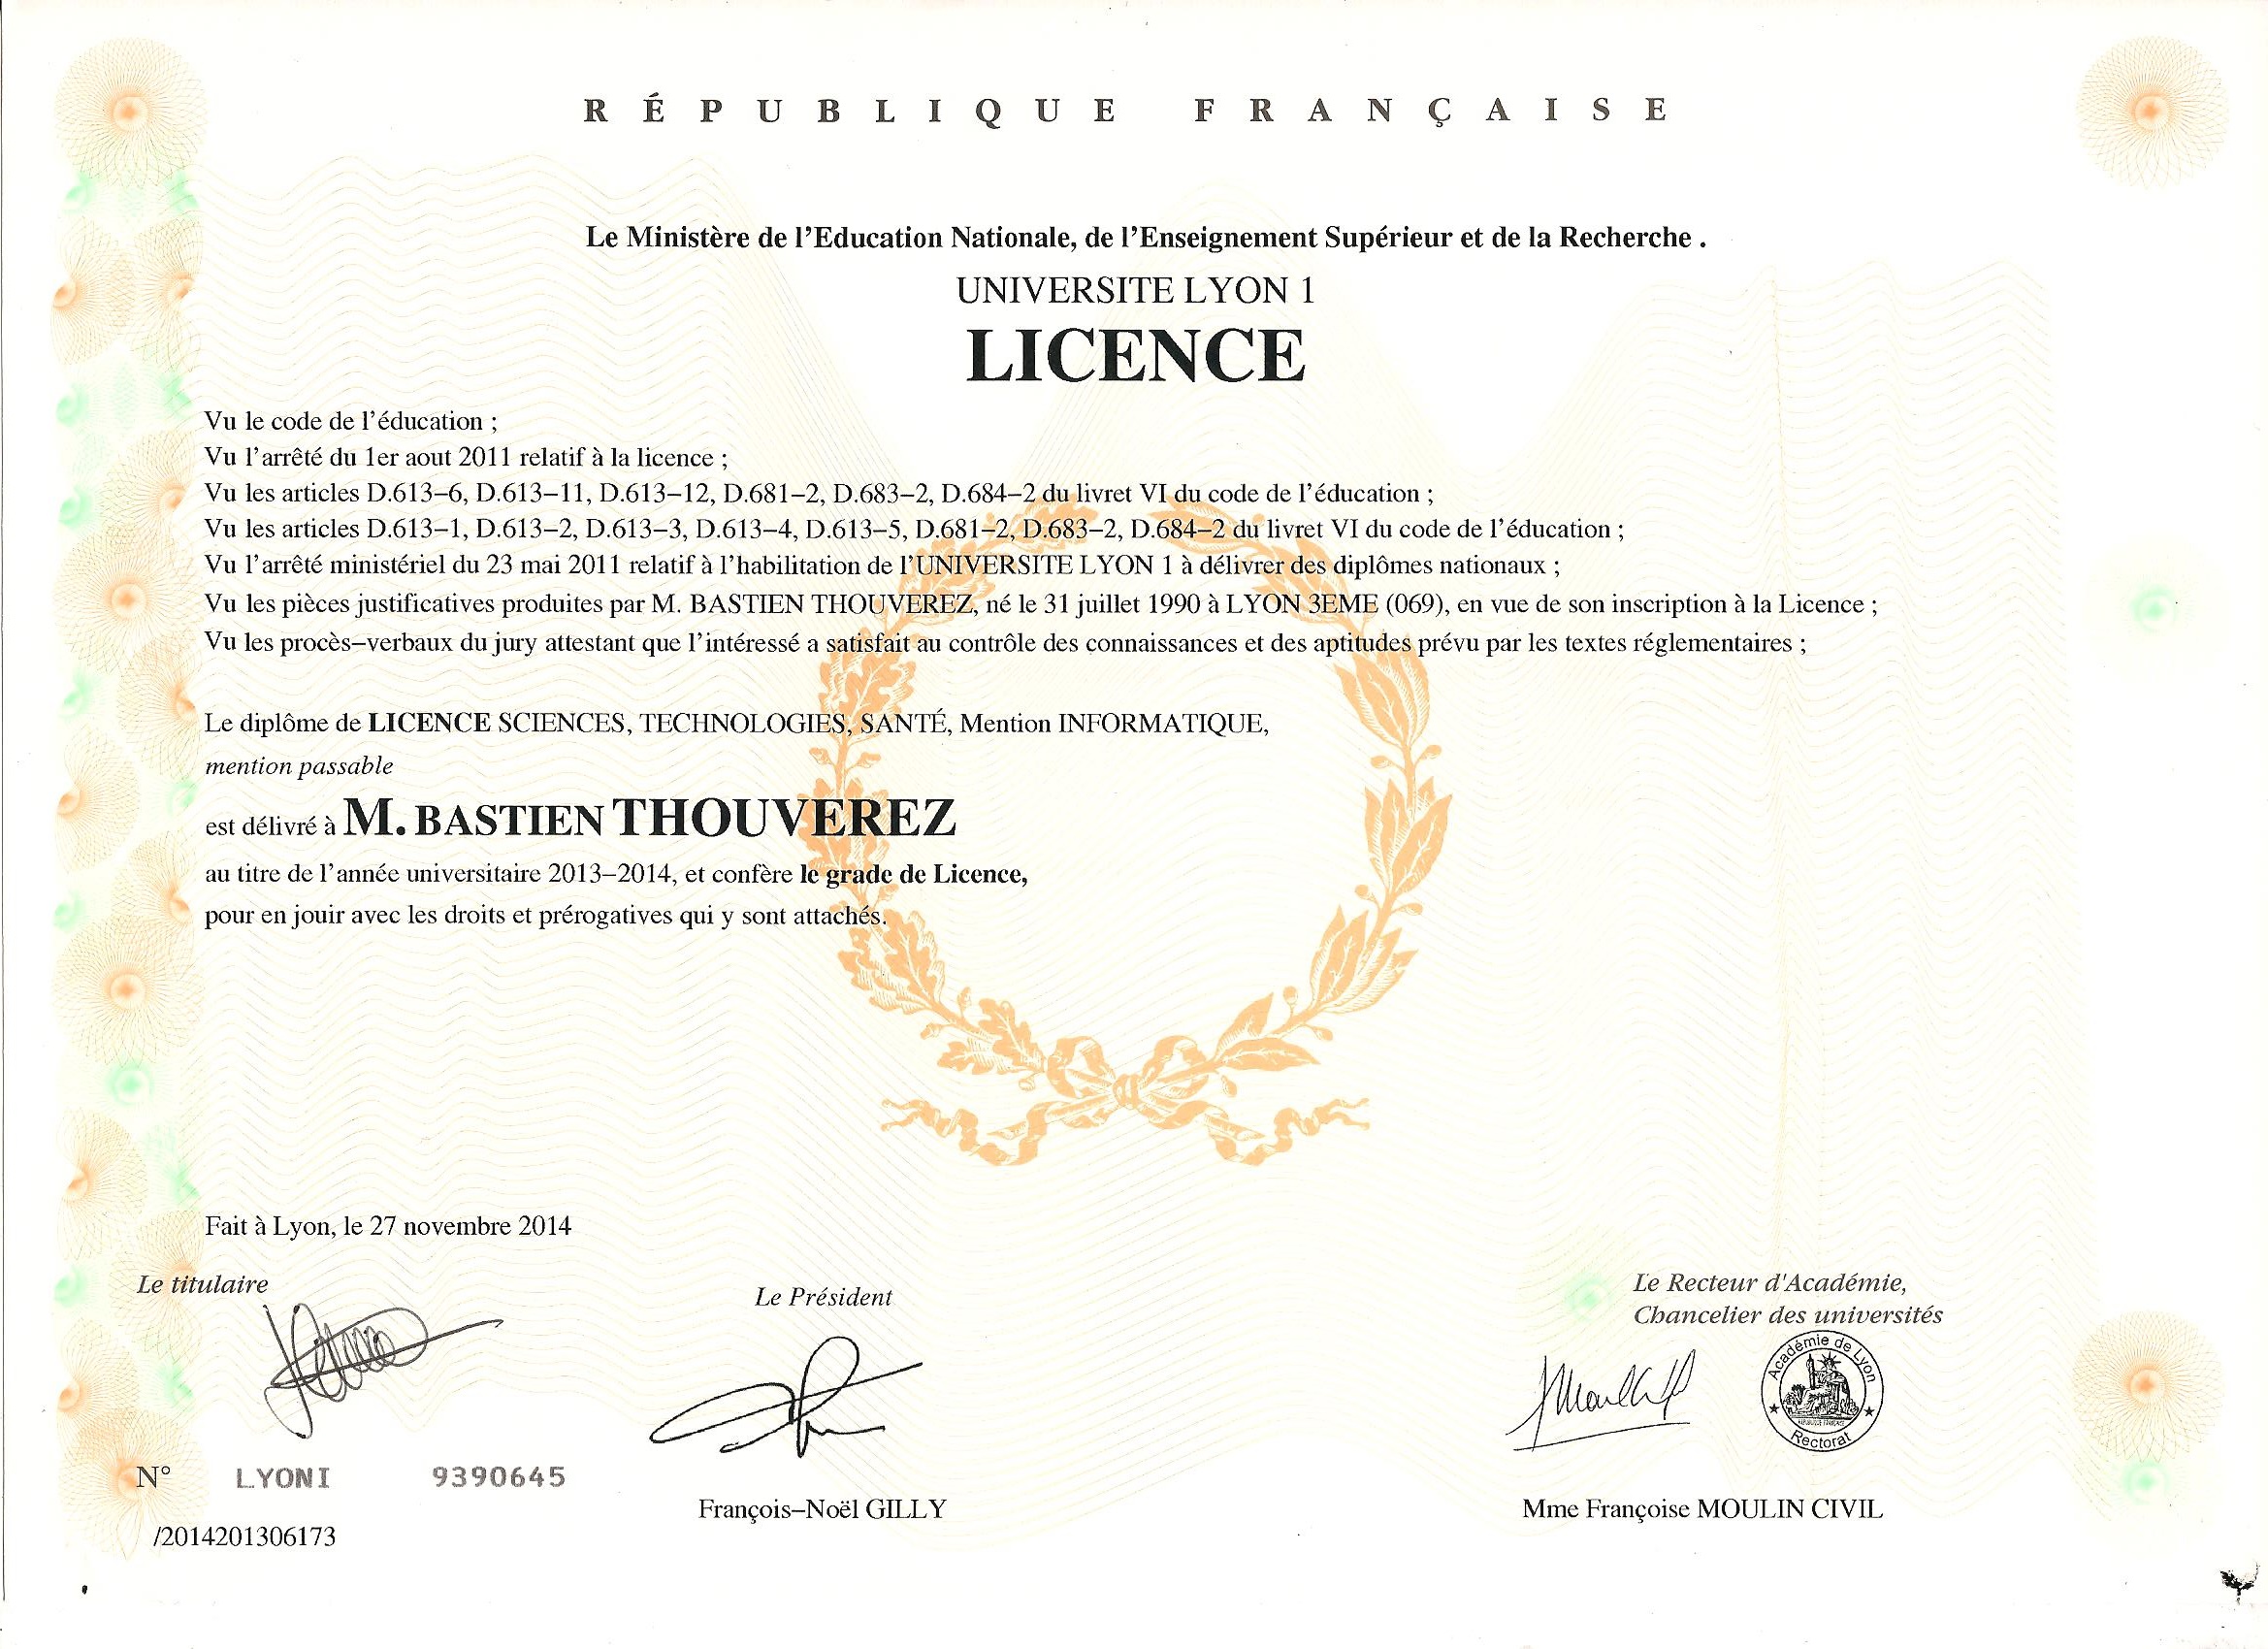 RÉPUBLIQUE FRANÇAISE
Le Ministère de l'Education Nationale, de l'Enseignement Supérieur et de la Recherche .
UNIVERSITE LYON 1
LICENCE
Vu le code de l'éducation ;
Vu l'arrêté du 1er aout 2011 relatif à la licence ;
Vu les articles D.613–6, D.613–11, D.613–12, D.681–2, D.683–2, D.684–2 du livret VI du code de l'éducation ;
Vu les articles D.613–1, D.613–2, D.613–3, D.613–4, D.613–5, D.681–2, D.683–2, D.684–2 du livret VI du code de l'éducation ;
Vu l'arrêté ministériel du 23 mai 2011 relatif à l'habilitation de l'UNIVERSITE LYON 1 à délivrer des diplômes nationaux ;
Vu les pièces justificatives produites par M. BASTIEN THOUVEREZ, né le 31 juillet 1990 à LYON 3EME (069), en vue de son inscription à la Licence ;
Vu les procès–verbaux du jury attestant que l'intéressé a satisfait au contrôle des connaissances et des aptitudes prévu par les textes réglementaires ;
Le diplôme de LICENCE SCIENCES, TECHNOLOGIES, SANTÉ, Mention INFORMATIQUE,
mention passable
est délivré à M. BASTIEN THOUVEREZ
au titre de l'année universitaire 2013–2014, et confère le grade de Licence,
pour en jouir avec les droits et prérogatives qui y sont attachés.
Fait à Lyon, le 27 novembre 2014
Le titulaire
Le Président
Le Recteur d'Académie,
Chancelier des universités
Académie de Lyon
Rectorat
N° LYONI 9390645
François–Noël GILLY
Mme Françoise MOULIN CIVIL
/2014201306173